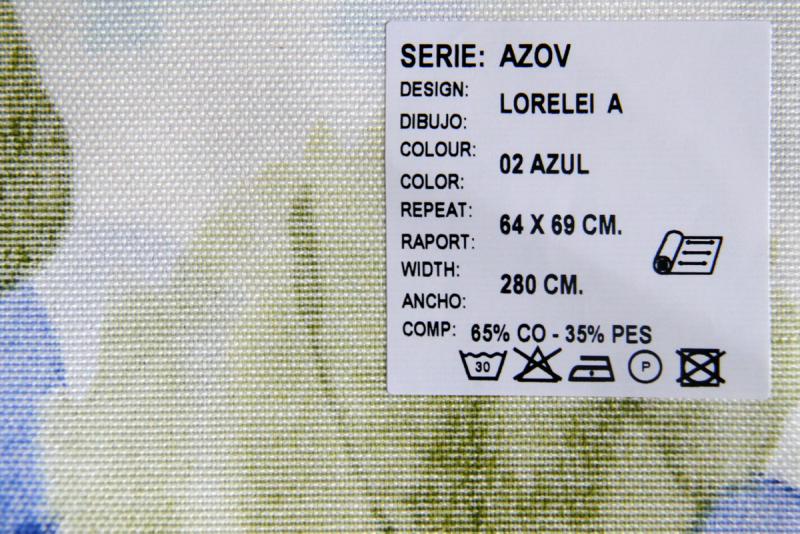 SERIE: AZOV
DESIGN:
LORELEI A
DIBUJO:
COLOUR:
02 AZUL
COLOR:
REPEAT:
64 X 69 CM.
RAPORT:
WIDTH:
280 CM.
ANCHO:
COMP: 65% CO - 35% PES
30 P